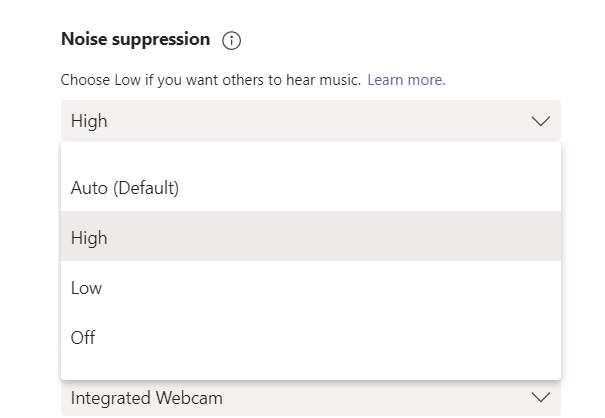 Noise suppression
Choose Low if you want others to hear music. Learn more.
High
Auto (Default)
High
Low
Off
Integrated Webcam